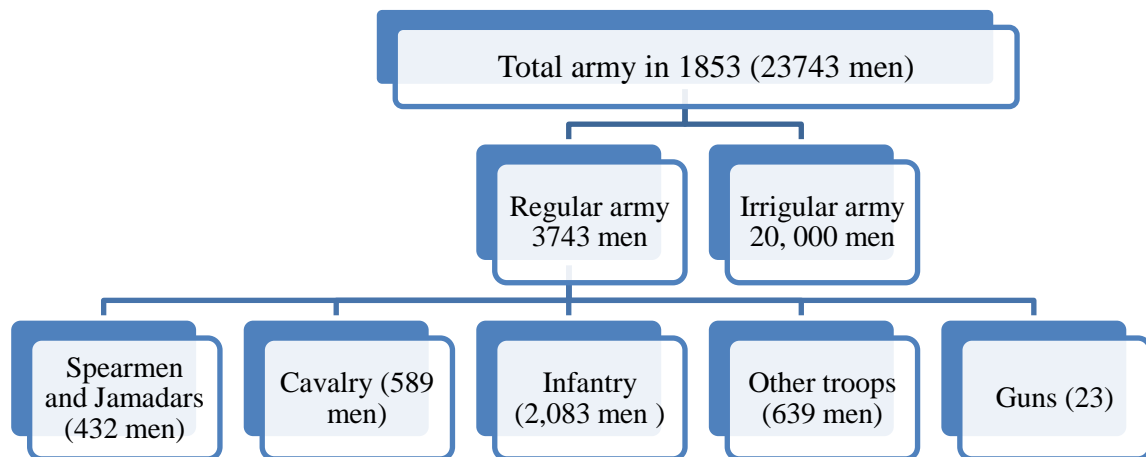 Total army in 1853 (23743 men)
Regular army
3743 men
Irrigular army
20, 000 men
Spearmen
and Jamadars
(432 men)
Cavalry (589
men)
Infantry
(2,083 men )
Other troops
(639 men)
Guns (23)